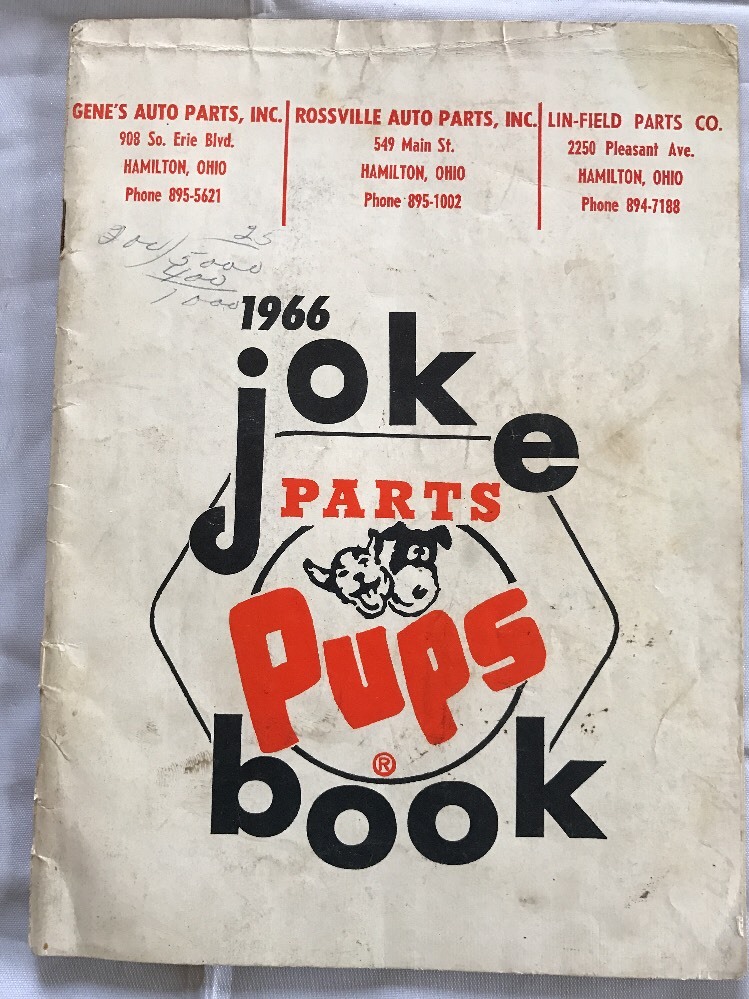 GENE'S AUTO PARTS, INC.
908 So. Erie Blvd.
HAMILTON, OHIO
Phone 895-5621
ROSSVILLE AUTO PARTS, INC.
549 Main St.
HAMILTON, OHIO
Phone 895-1002
LIN-FIELD PARTS CO.
2250 Pleasant Ave.
HAMILTON, OHIO
Phone 894-7188
25
200/5000
400
1000
1966
joke
PARTS
Pups
®
book